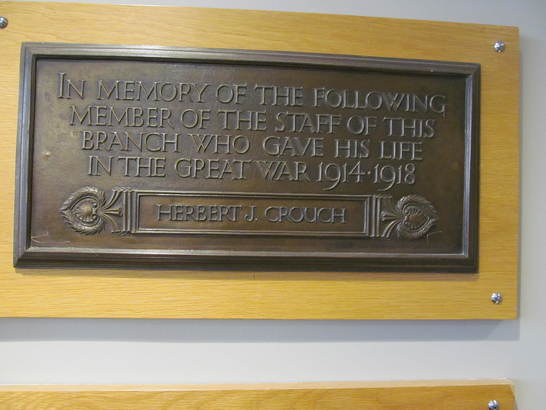 IN MEMORY OF THE FOLLOWING
MEMBER OF THE STAFF OF THIS
BRANCH WHO GAVE HIS LIFE
IN THE GREAT WAR 1914·1918
HERBERT J. CROUCH